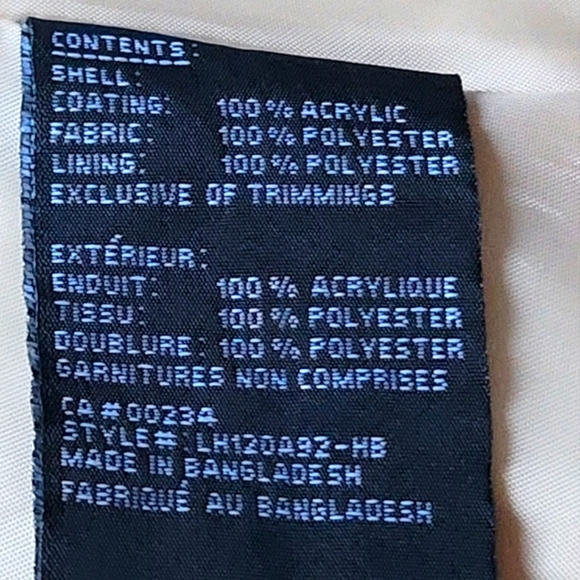 CONTENTS:
SHELL:
COATING: 100% ACRYLIC
FABRIC: 100% POLYESTER
LINING: 100% POLYESTER
EXCLUSIVE OF TRIMMINGS
EXTÉRIEUR:
ENDUIT: 100% ACRYLIQUE
TISSU: 100% POLYESTER
DOUBLURE: 100% POLYESTER
GARNITURES NON COMPRISES
CA#00234
STYLE#:LH120A92-HB
MADE IN BANGLADESH
FABRIQUÉ AU BANGLADESH